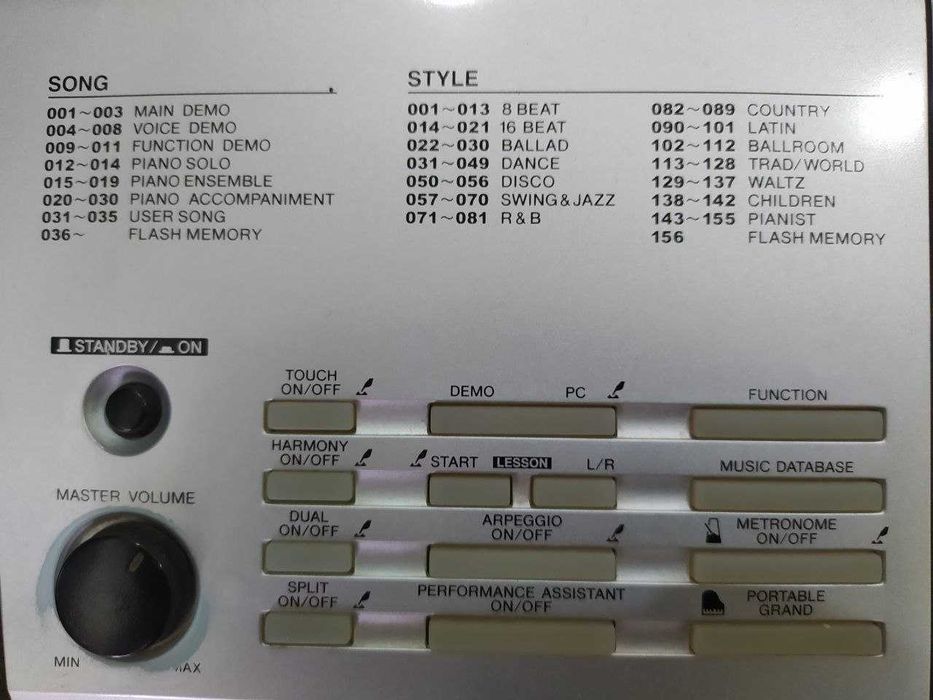 SONG
001~003 MAIN DEMO
004~008 VOICE DEMO
009~011 FUNCTION DEMO
012~014 PIANO SOLO
015~019 PIANO ENSEMBLE
020~030 PIANO ACCOMPANIMENT
031~035 USER SONG
036~ FLASH MEMORY
STYLE
001~013 8 BEAT
014~021 16 BEAT
022~030 BALLAD
031~049 DANCE
050~056 DISCO
057~070 SWING & JAZZ
071~081 R & B
082~089 COUNTRY
090~101 LATIN
102~112 BALLROOM
113~128 TRAD/WORLD
129~137 WALTZ
138~142 CHILDREN
143~155 PIANIST
156 FLASH MEMORY
STANDBY/ ON
MASTER VOLUME
MIN
TOUCH
ON/OFF
DEMO PC
FUNCTION
HARMONY
ON/OFF
START LESSON L/R
MUSIC DATABASE
DUAL
ON/OFF
ARPEGGIO
ON/OFF
METRONOME
ON/OFF
SPLIT
ON/OFF
PERFORMANCE ASSISTANT
ON/OFF
PORTABLE
GRAND